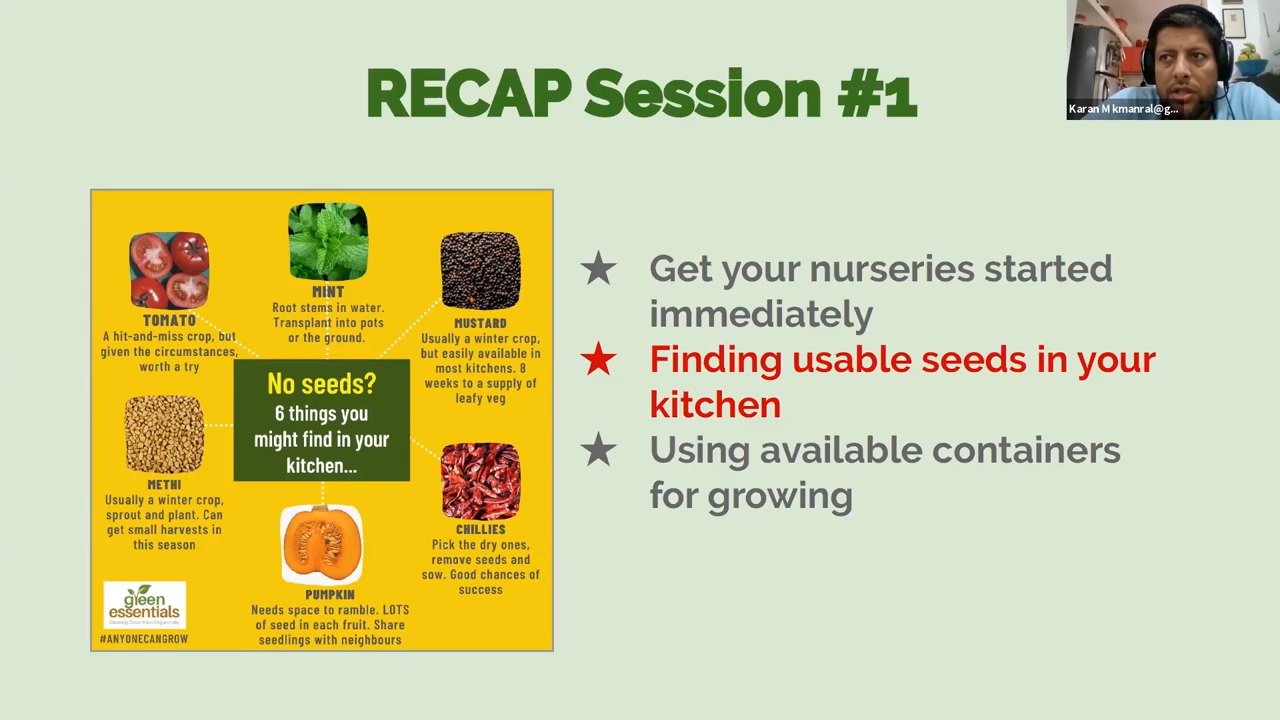 RECAP Session #1
Karan M kmanral@g...
TOMATO
A hit-and-miss crop, but
given the circumstances,
worth a try
MINT
Root stems in water.
Transplant into pots
or the ground.
MUSTARD
Usually a winter crop,
but easily available in
most kitchens. 8
weeks to a supply of
leafy veg
No seeds?
6 things you
might find in your
kitchen...
METHI
Usually a winter crop,
sprout and plant. Can
get small harvests in
this season
CHILLIES
Pick the dry ones,
remove seeds and
sow. Good chances of
success
PUMPKIN
Needs space to ramble. LOTS
of seed in each fruit. Share
seedlings with neighbours
green
essentials
#ANYONECANGROW
Get your nurseries started
immediately
Finding usable seeds in your
kitchen
Using available containers
for growing